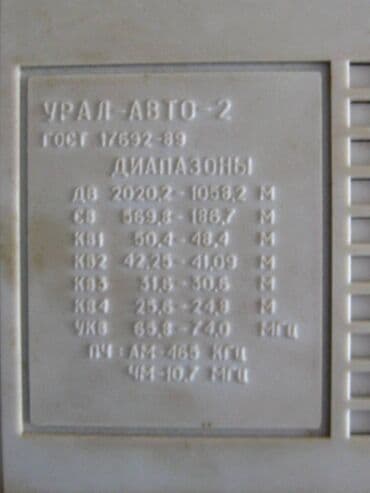 УРАЛ-АВТО-2
ГОСТ 17692-89
ДИАПАЗОНЫ
ДВ 2020,2-1058,2 М
СВ 569,8-186,7 М
КВ1 50,4-48,4 М
КВ2 42,25-41,09 М
КВ3 31,6-30,6 М
КВ4 25,6-24,8 М
УКВ 65,8-74,0 МГЦ
ПЧ: АМ-465 КГЦ
ЧМ-10,7 МГЦ